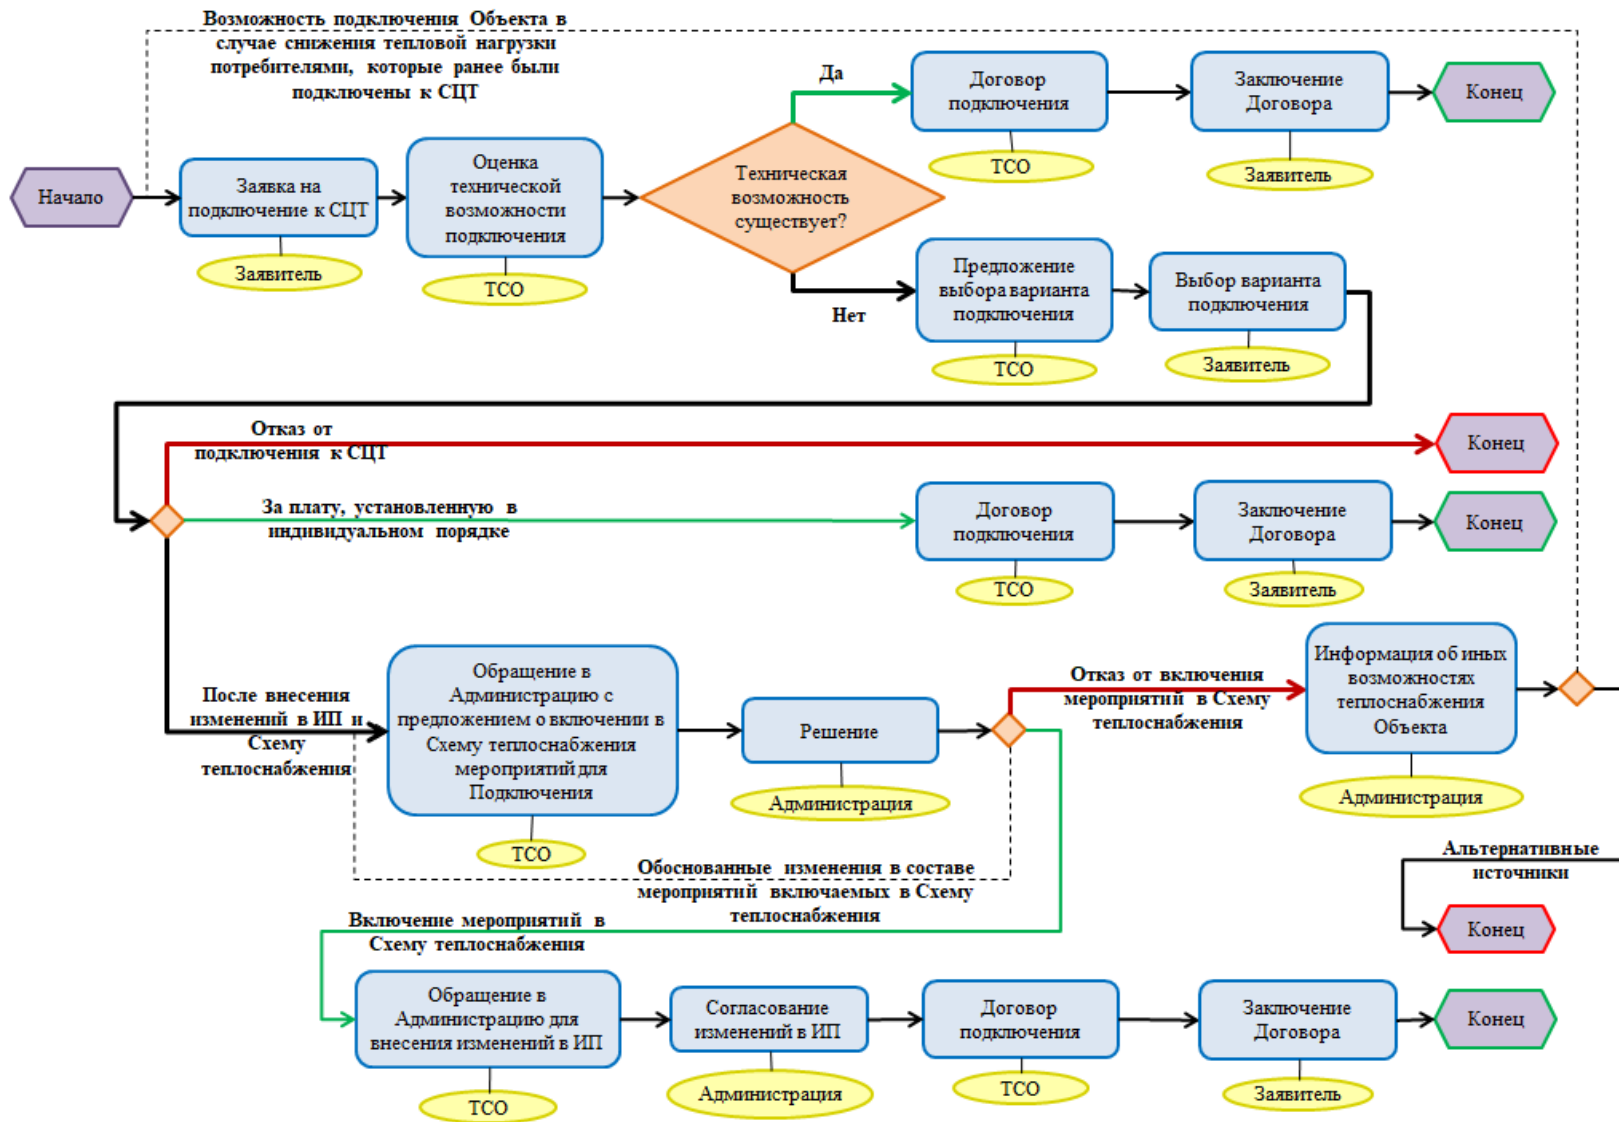 Возможность подключения Объекта в
случае снижения тепловой нагрузки
потребителями, которые ранее были
подключены к СЦТ
Начало
Заявка на
подключение к СЦТ
Заявитель
Оценка
технической
возможности
подключения
ТСО
Техническая
возможность
существует?
Да
Договор
подключения
ТСО
Заключение
Договора
Заявитель
Конец
Нет
Предложение
выбора варианта
подключения
ТСО
Выбор варианта
подключения
Заявитель
Отказ от
подключения к СЦТ
Конец
За плату, установленную в
индивидуальном порядке
Договор
подключения
ТСО
Заключение
Договора
Заявитель
Конец
После внесения
изменений в ИП и
Схему
теплоснабжения
Обращение в
Администрацию с
предложением о включении в
Схему теплоснабжения
мероприятий для
Подключения
ТСО
Решение
Администрация
Отказ от включения
мероприятий в Схему
теплоснабжения
Информация об иных
возможностях
теплоснабжения
Объекта
Администрация
Альтернативные
источники
Конец
Обоснованные изменения в составе
мероприятий включаемых в Схему
теплоснабжения
Включение мероприятий в
Схему теплоснабжения
Обращение в
Администрацию для
внесения изменений в ИП
ТСО
Согласование
изменений в ИП
Администрация
Договор
подключения
ТСО
Заключение
Договора
Заявитель
Конец